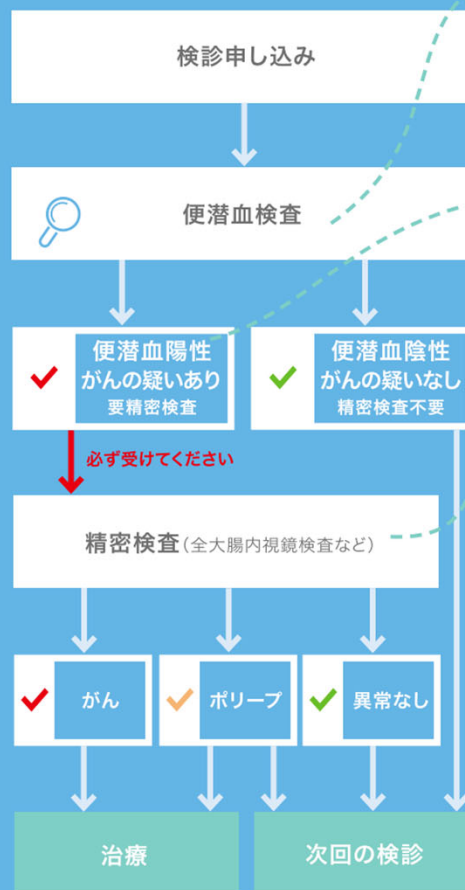 検診申し込み
便潜血検査
便潜血陽性
がんの疑いあり
要精密検査
便潜血陰性
がんの疑いなし
精密検査不要
必ず受けてください
精密検査(全大腸内視鏡検査など)
がん
ポリープ
異常なし
治療
次回の検診